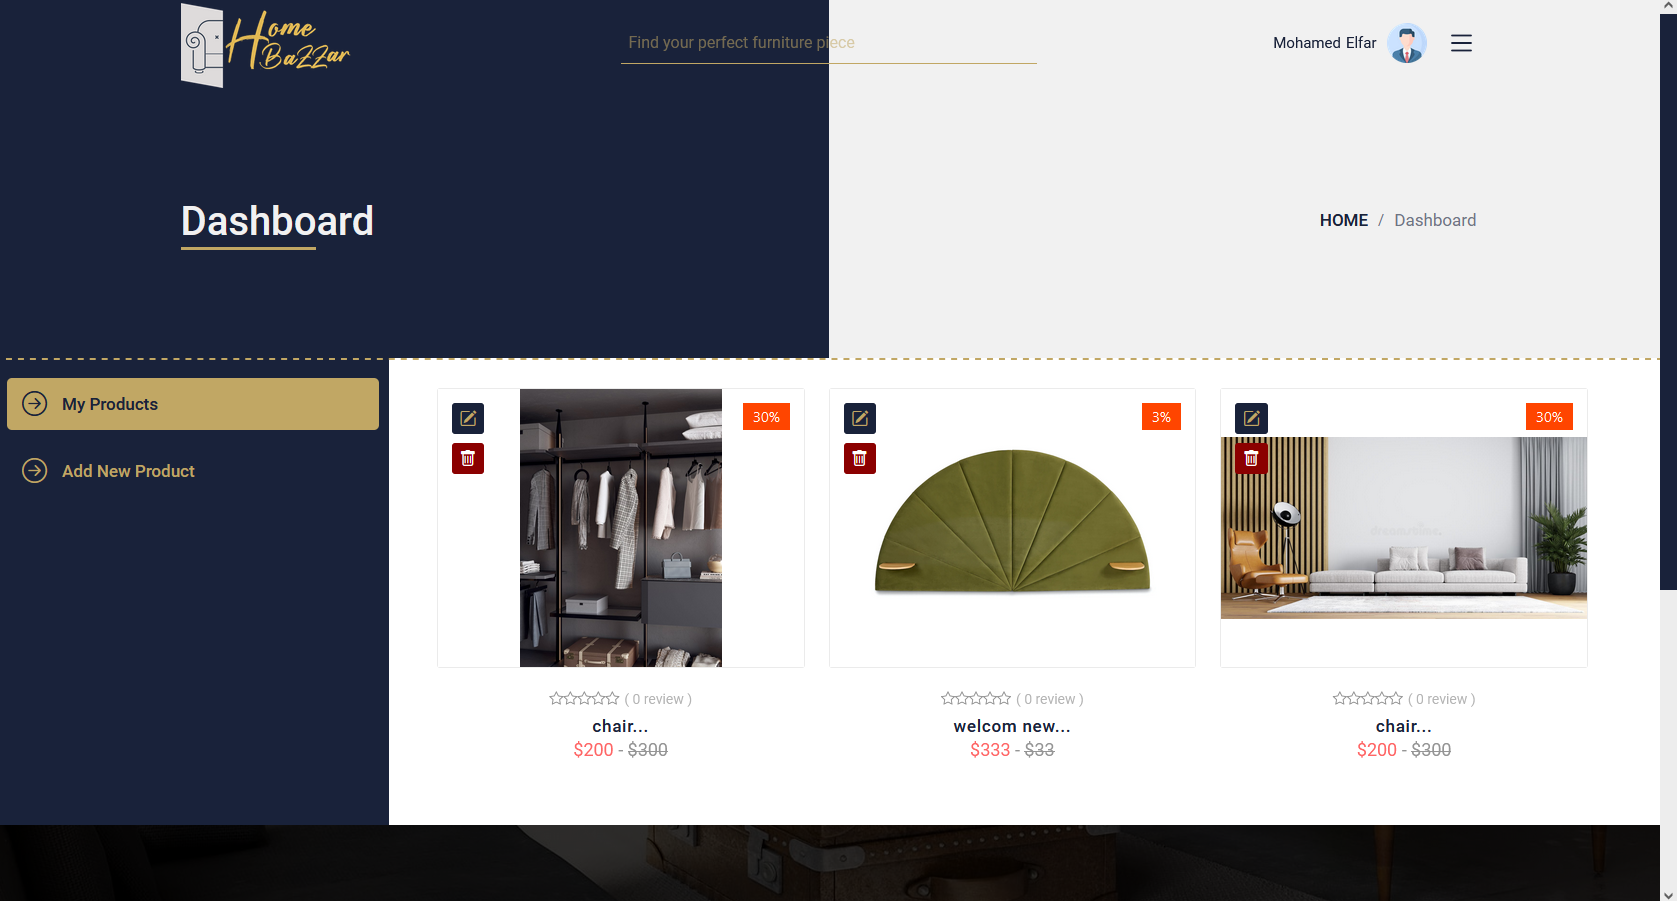 Home
BaZZar
Find your perfect furniture piece
Mohamed Elfar
Dashboard
HOME / Dashboard
My Products
Add New Product
30%
3%
30%
dreamstime.
( 0 review )
( 0 review )
( 0 review )
chair...
welcom new...
chair...
$200 - $300
$333 - $33
$200 - $300